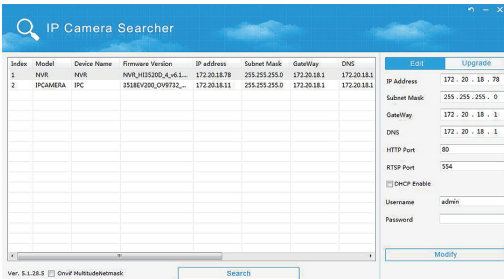 IP Camera Searcher
Index Model Device Name Firmware Version IP address Subnet Mask GateWay DNS
1 NVR NVR NVR_HI3520D_4_v6.1.... 172.20.18.78 255.255.255.0 172.20.18.1 172.20.18.1
2 IPCAMERA IPC 3518EV200_OV9732_... 172.20.18.11 255.255.255.0 172.20.18.1 172.20.18.1
Edit Upgrade
IP Address 172 . 20 . 18 . 78
Subnet Mask 255 . 255 . 255 . 0
GateWay 172 . 20 . 18 . 1
DNS 172 . 20 . 18 . 1
HTTP Port 80
RTSP Port 554
DHCP Enable
Username admin
Password
Modify
Ver. 5.1.28.5 Onvif MultitudeNetmask Search